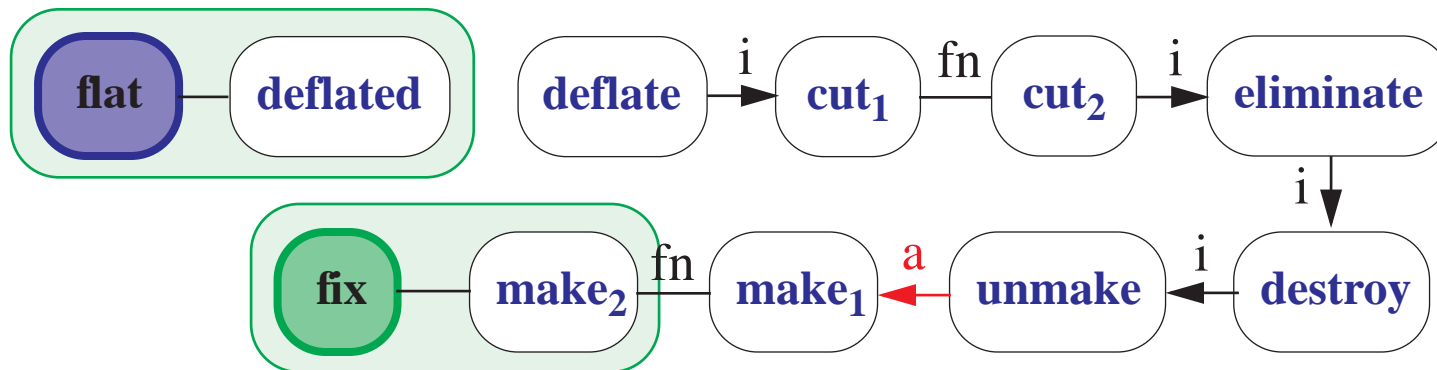 flat deflated deflate i cut₁ fn cut₂ i eliminate
i
fix make₂ fn make₁ a unmake i destroy